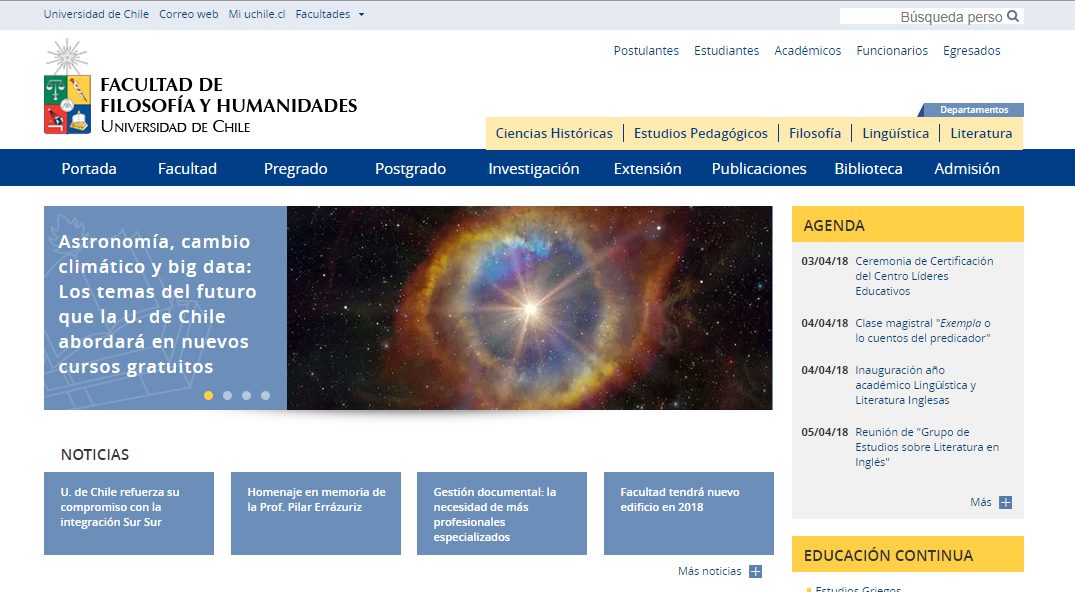 Universidad de Chile Correo web Mi uchile.cl Facultades
Búsqueda perso
Postulantes Estudiantes Académicos Funcionarios Egresados
FACULTAD DE
FILOSOFÍA Y HUMANIDADES
UNIVERSIDAD DE CHILE
Departamentos
Ciencias Históricas Estudios Pedagógicos Filosofía Lingüística Literatura
Portada Facultad Pregrado Postgrado Investigación Extensión Publicaciones Biblioteca Admisión
Astronomía, cambio
climático y big data:
Los temas del futuro
que la U. de Chile
abordará en nuevos
cursos gratuitos
AGENDA
03/04/18 Ceremonia de Certificación
del Centro Líderes
Educativos
04/04/18 Clase magistral "Exempla o
lo cuentos del predicador"
04/04/18 Inauguración año
académico Lingüística y
Literatura Inglesas
05/04/18 Reunión de "Grupo de
Estudios sobre Literatura en
Inglés"
Más
NOTICIAS
U. de Chile refuerza su
compromiso con la
integración Sur Sur
Homenaje en memoria de
la Prof. Pilar Errázuriz
Gestión documental: la
necesidad de más
profesionales
especializados
Facultad tendrá nuevo
edificio en 2018
Más noticias
EDUCACIÓN CONTINUA
Estudios Griegos